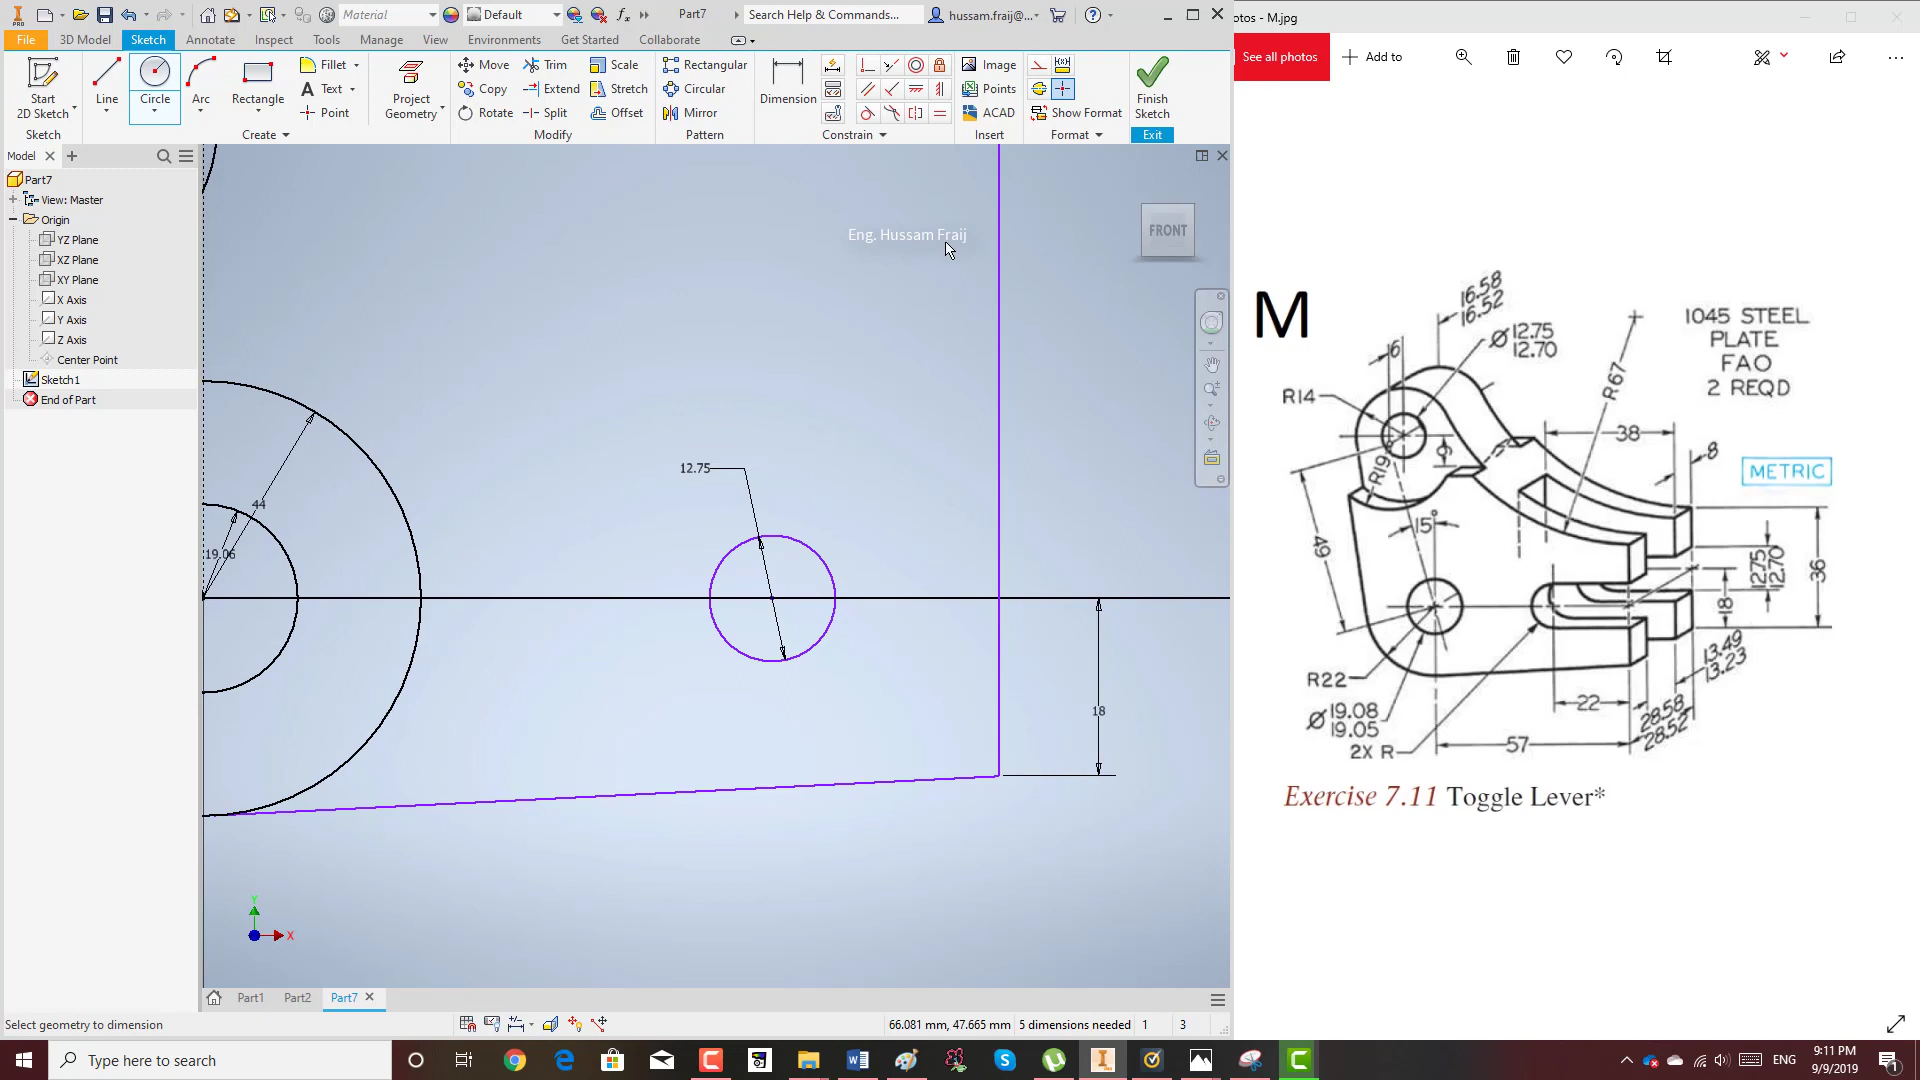 Material
Default
Part7
Search Help & Commands...
hussam.fraij@...
File
3D Model
Sketch
Annotate
Inspect
Tools
Manage
View
Environments
Get Started
Collaborate
Start
2D Sketch
Line
Circle
Arc
Rectangle
Fillet
Text
Point
Project
Geometry
Move
Copy
Rotate
Trim
Extend
Split
Scale
Stretch
Offset
Rectangular
Circular
Mirror
Dimension
Image
Points
ACAD
Show Format
Finish
Sketch
Sketch
Create
Modify
Pattern
Constrain
Insert
Format
Exit
Model
Part7
View: Master
Origin
YZ Plane
XZ Plane
XY Plane
X Axis
Y Axis
Z Axis
Center Point
Sketch1
End of Part
Eng. Hussam Fraij
FRONT
12.75
44
19.06
18
Y
X
Part1
Part2
Part7
Select geometry to dimension
66.081 mm, 47.665 mm
5 dimensions needed
1
3
otos - M.jpg
See all photos
Add to
M
16.58
16.52
Ø12.75
12.70
1045 STEEL
PLATE
FAO
2 REQD
6
R14
R67
38
8
METRIC
R19
6
15°
49
12.75
12.70
36
18
13.49
13.23
R22
Ø19.08
19.05
22
28.58
28.52
2X R
57
Exercise 7.11 Toggle Lever*
Type here to search
ENG
9:11 PM
9/9/2019
1